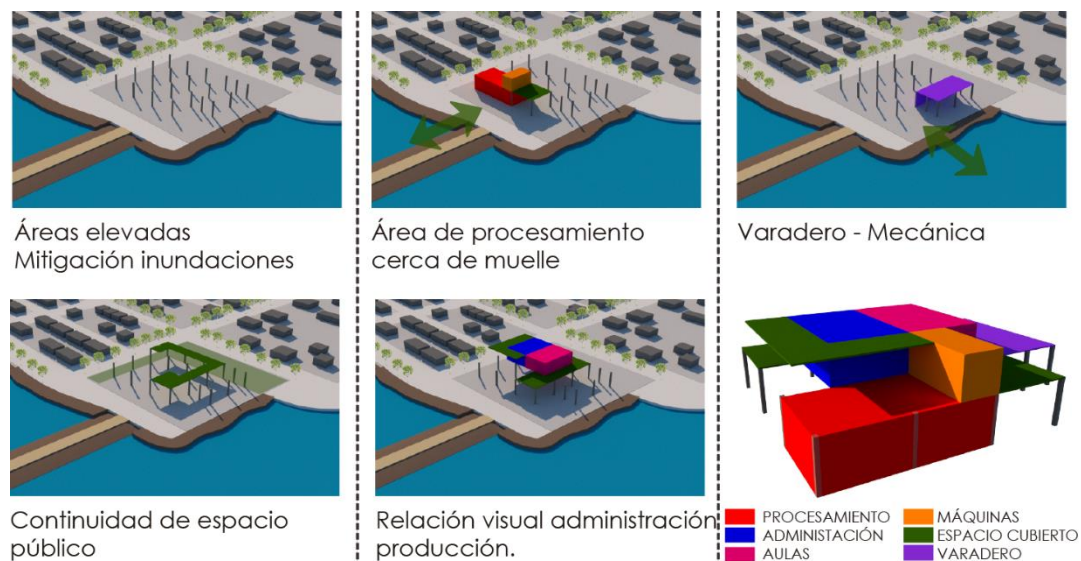 Áreas elevadas
Mitigación inundaciones
Área de procesamiento
cerca de muelle
Varadero - Mecánica
Continuidad de espacio
público
Relación visual administración
producción.
PROCESAMIENTO
ADMINISTACIÓN
AULAS
MÁQUINAS
ESPACIO CUBIERTO
VARADERO